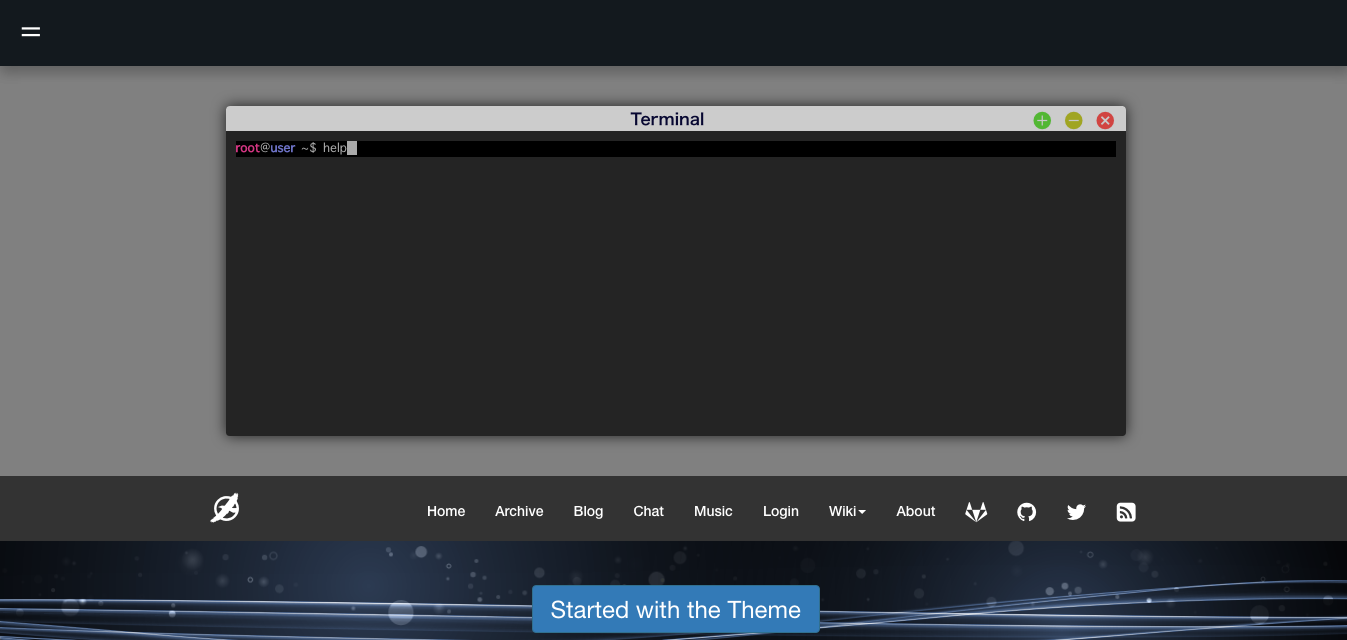 Terminal
root@user ~$ help
Home Archive Blog Chat Music Login Wiki About
Started with the Theme